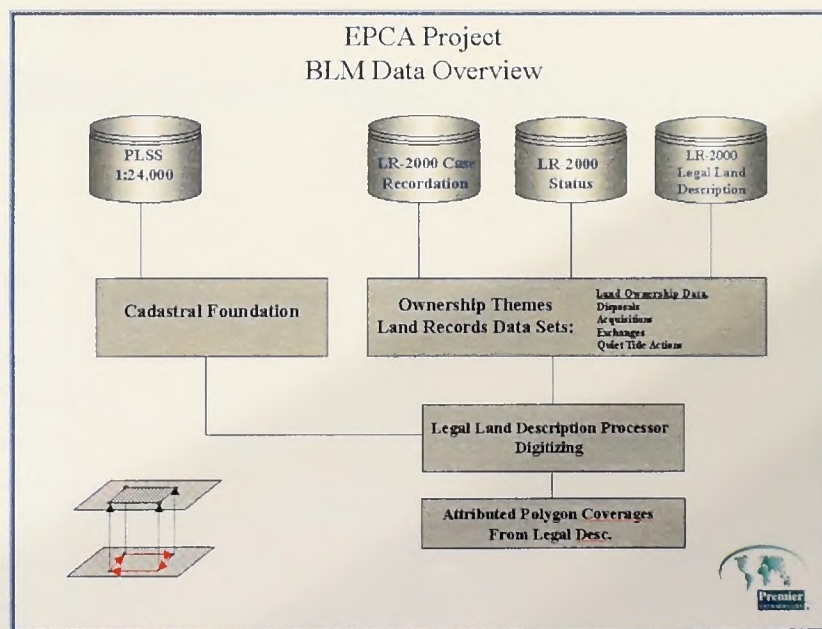 EPCA Project
BLM Data Overview
PLSS
1:24,000
LR-2000 Case
Recordation
LR-2000
Status
LR-2000
Legal Land
Description
Cadastral Foundation
Ownership Themes
Land Records Data Sets:
Land Ownership Data
Disposals
Acquisitions
Exchanges
Quiet Title Actions
Legal Land Description Processor
Digitizing
Attributed Polygon Coverages
From Legal Desc.
Premier